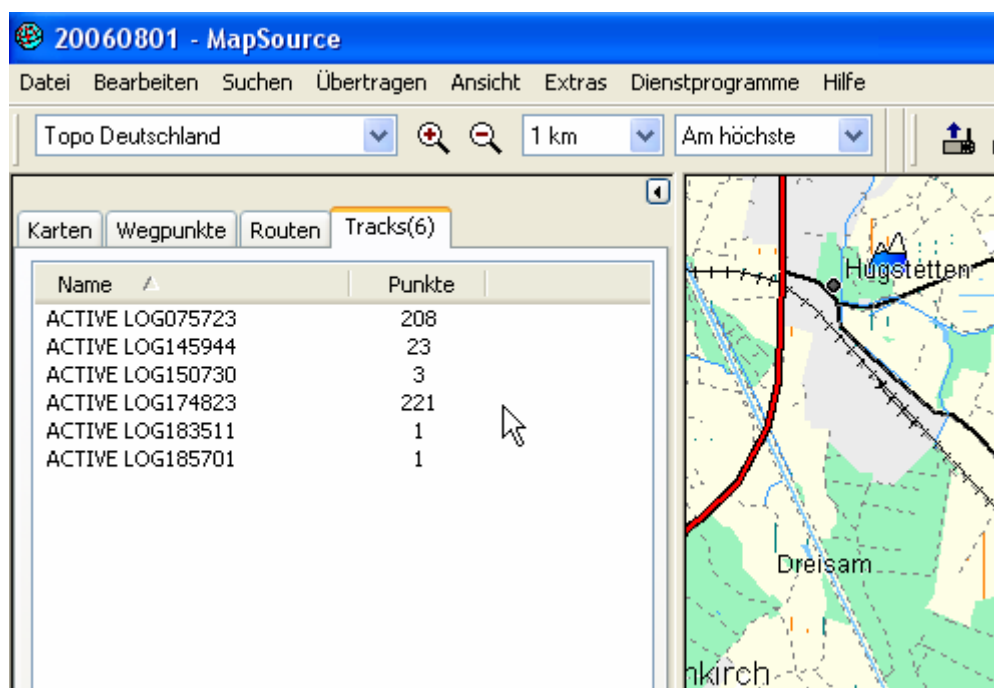 20060801 - MapSource
Datei Bearbeiten Suchen Übertragen Ansicht Extras Dienstprogramme Hilfe
Topo Deutschland 1 km Am höchste
Karten Wegpunkte Routen Tracks(6)
Name Punkte
ACTIVE LOG075723 208
ACTIVE LOG145944 23
ACTIVE LOG150730 3
ACTIVE LOG174823 221
ACTIVE LOG183511 1
ACTIVE LOG185701 1
Hugstetten
Dreisam
nkirch